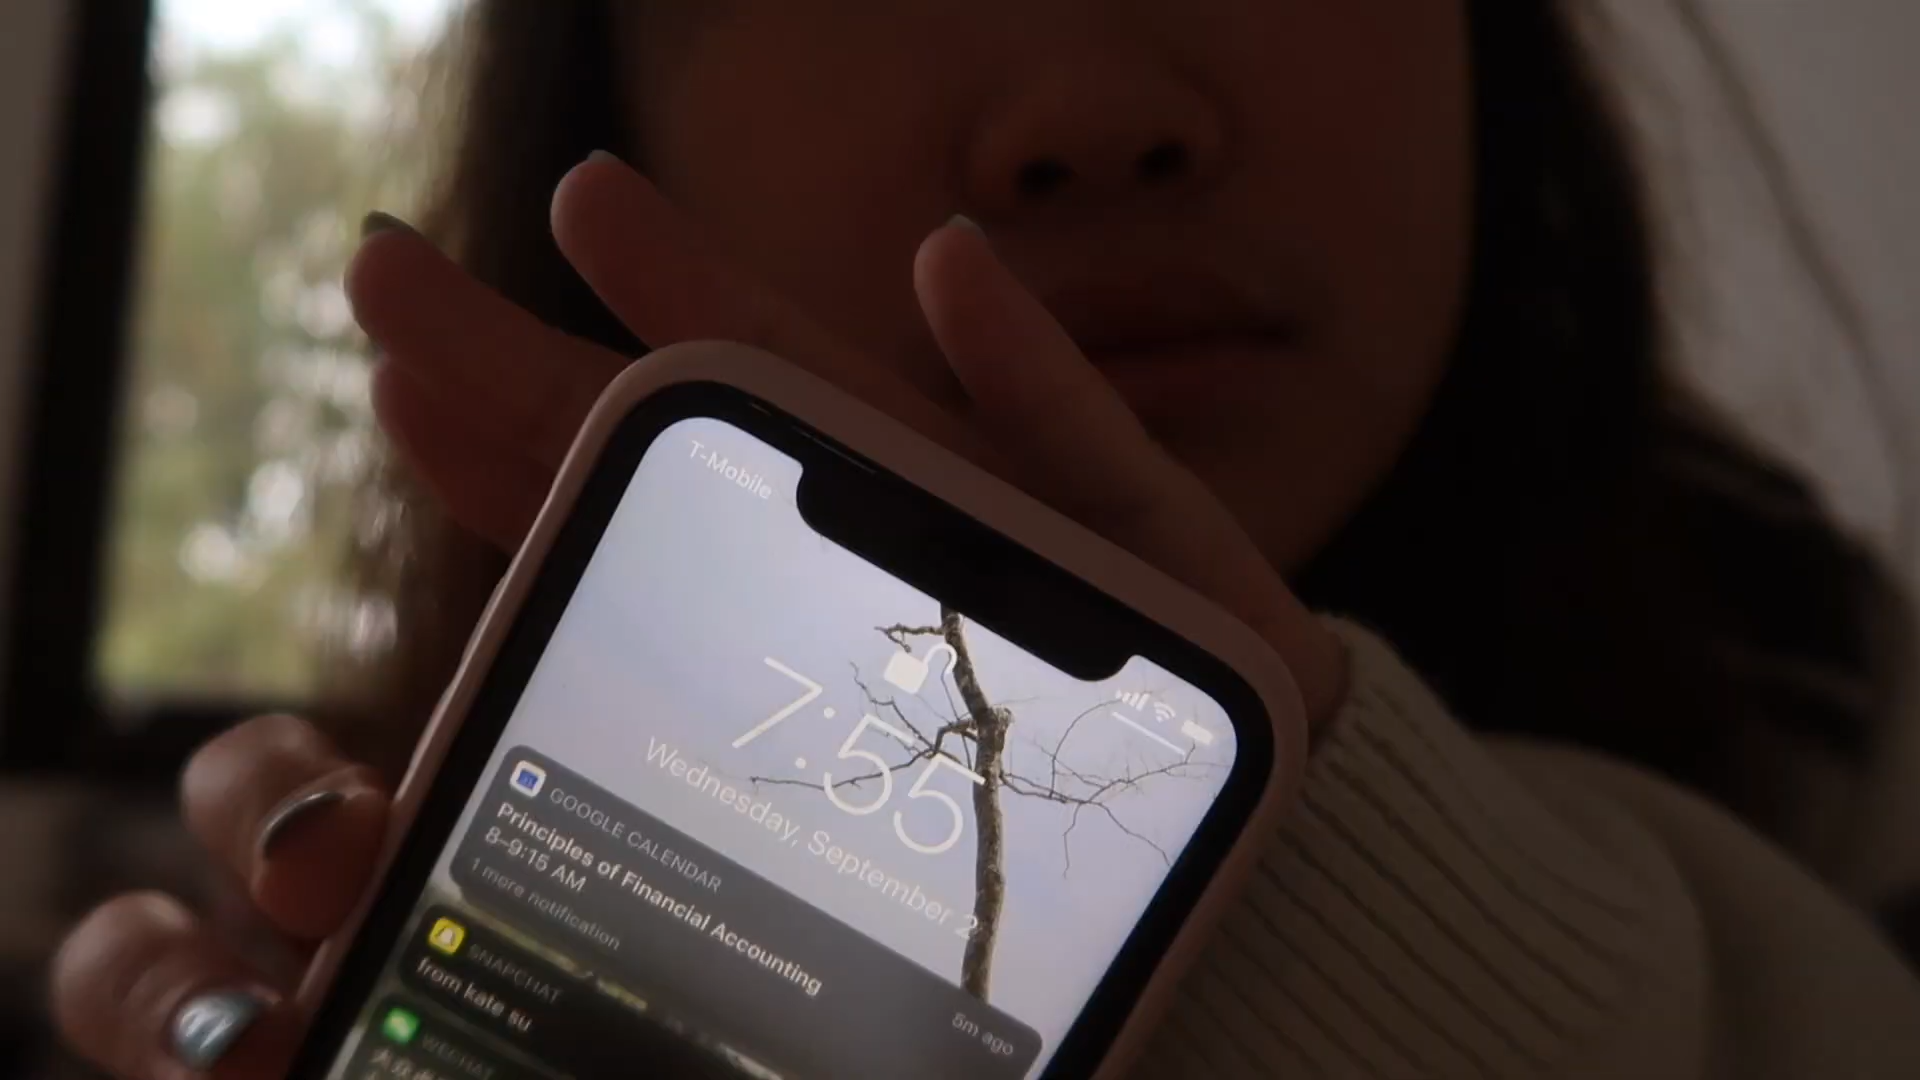 T-Mobile
7:55
Wednesday, September 2
GOOGLE CALENDAR
Principles of Financial Accounting
8–9:15 AM
1 more notification
5m ago
SNAPCHAT
from kate su
WECHAT